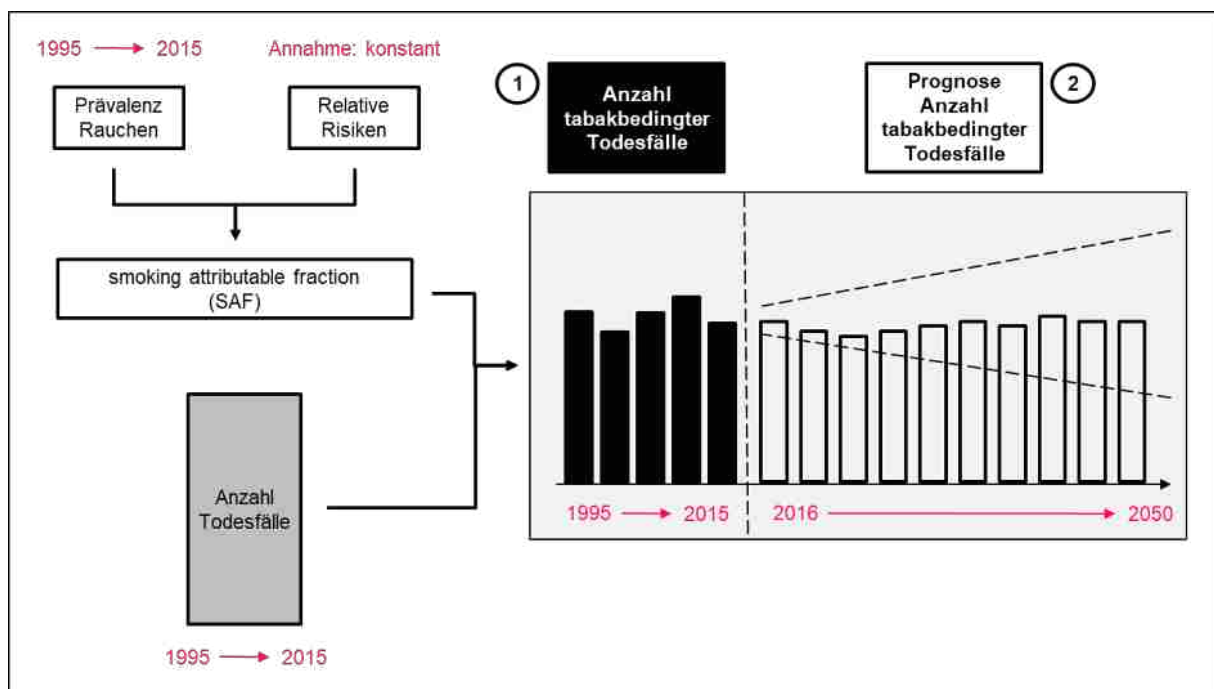 1995 → 2015
Annahme: konstant
Prävalenz
Rauchen
Relative
Risiken
smoking attributable fraction
(SAF)
Anzahl
Todesfälle
1995 → 2015
1
Anzahl
tabakbedingter
Todesfälle
Prognose
Anzahl
tabakbedingter
Todesfälle
2
1995 → 2015
2016 → 2050